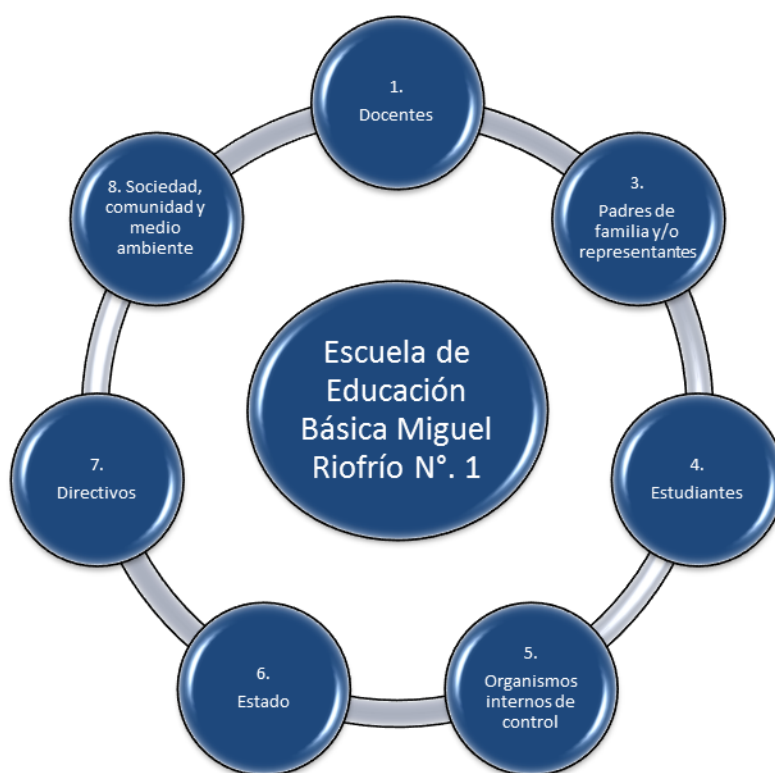 1.
Docentes
3.
Padres de
familia y/o
representantes
4.
Estudiantes
5.
Organismos
internos de
control
6.
Estado
7.
Directivos
8. Sociedad,
comunidad y
medio
ambiente
Escuela de
Educación
Básica Miguel
Riofrío N°. 1